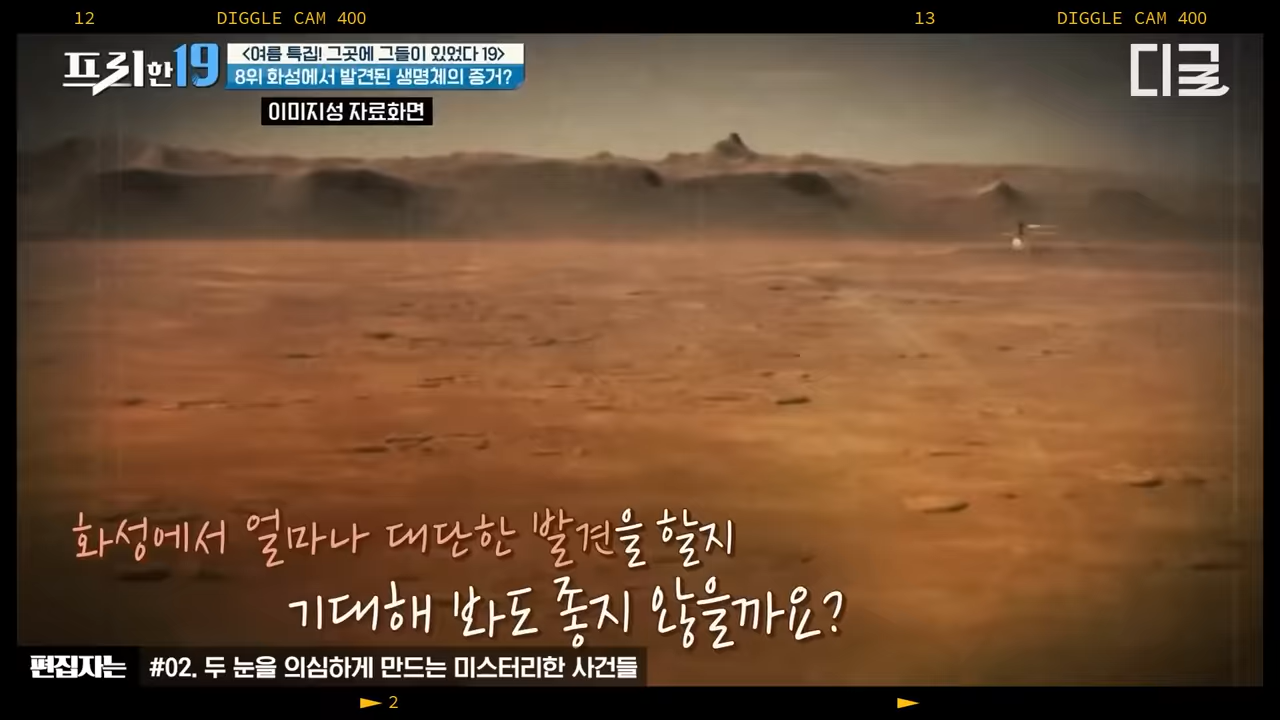 12 DIGGLE CAM 400 13 DIGGLE CAM 400
프리한19
<여름 특집! 그곳에 그들이 있었다 19>
8위 화성에서 발견된 생명체의 증거?
이미지성 자료화면
디글
화성에서 얼마나 대단한 발견을 할지
기대해 봐도 좋지 않을까요?
편집자는 #02. 두 눈을 의심하게 만드는 미스터리한 사건들
2